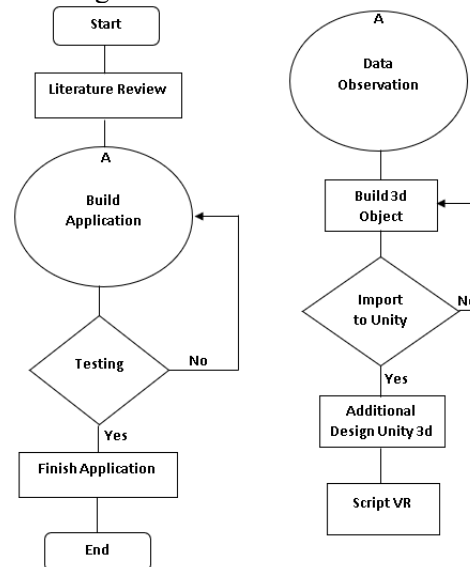 Start
Literature Review
A
Build
Application
Testing
No
Yes
Finish Application
End
A
Data
Observation
Build 3d
Object
Import
to Unity
No
Yes
Additional
Design Unity 3d
Script VR